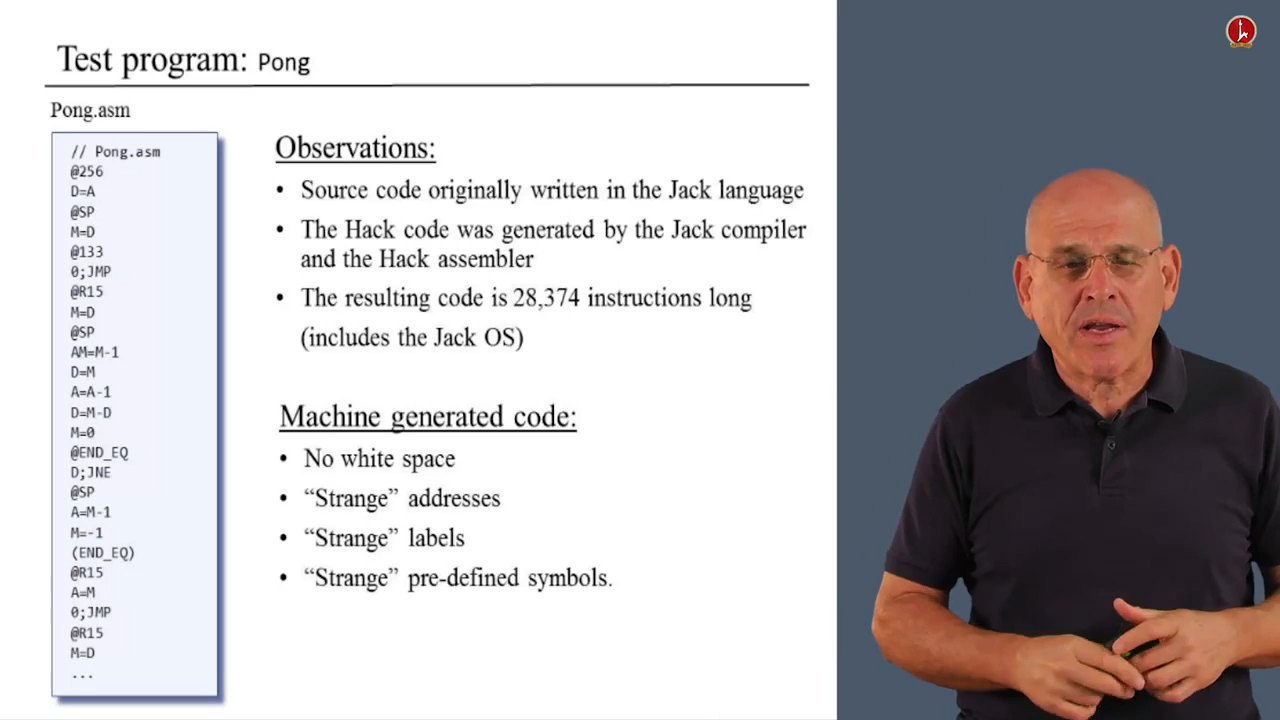 Test program: Pong
Pong.asm
// Pong.asm
@256
D=A
@SP
M=D
@133
0;JMP
@R15
M=D
@SP
AM=M-1
D=M
A=A-1
D=M-D
M=0
@END_EQ
D;JNE
@SP
A=M-1
M=-1
(END_EQ)
@R15
A=M
0;JMP
@R15
M=D
...
Observations:
• Source code originally written in the Jack language
• The Hack code was generated by the Jack compiler
and the Hack assembler
• The resulting code is 28,374 instructions long
(includes the Jack OS)
Machine generated code:
• No white space
• “Strange” addresses
• “Strange” labels
• “Strange” pre-defined symbols.